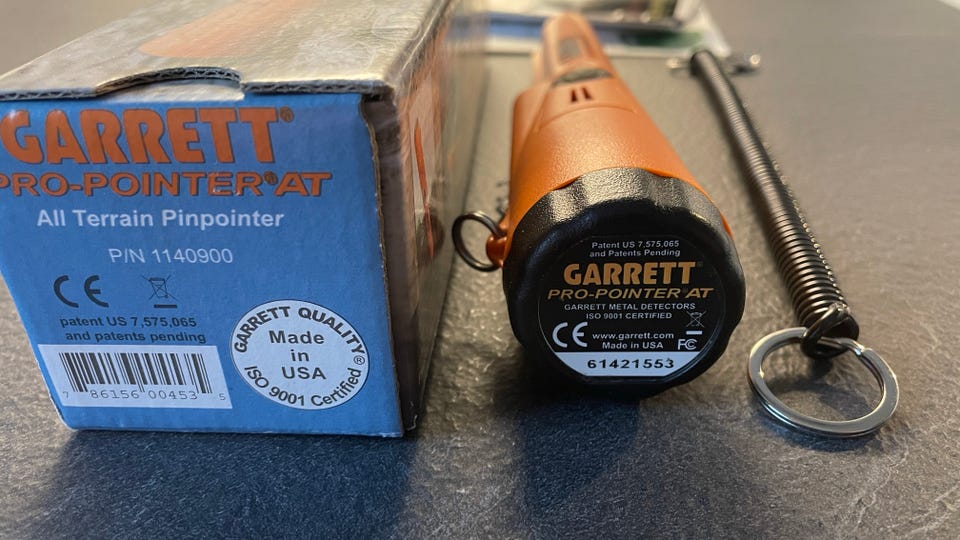 GARRETT®
PRO-POINTER® AT
All Terrain Pinpointer
P/N 1140900
CE
patent US 7,575,065
and patents pending
7 86156 00453 5
GARRETT QUALITY®
Made
in
USA
ISO 9001 Certified
Patent US 7,575,065
and Patents Pending
GARRETT®
PRO-POINTER® AT
GARRETT METAL DETECTORS
ISO 9001 CERTIFIED
CE www.garrett.com
Made in USA FC
61421553